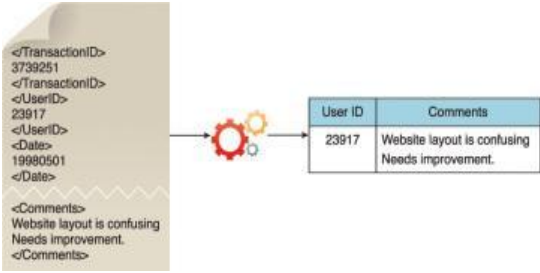 </TransactionID>
3739251
</TransactionID>
</UserID>
23917
</UserID>
<Date>
19980501
</Date>
<Comments>
Website layout is confusing
Needs improvement.
</Comments>
User ID Comments
23917 Website layout is confusing
Needs improvement.